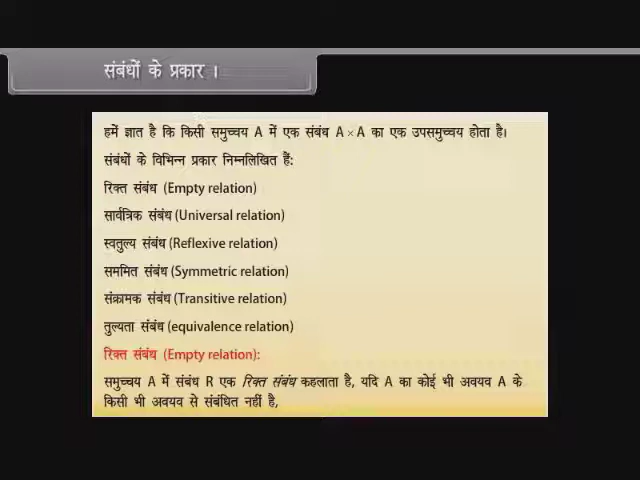 संबंधों के प्रकार ।
हमें ज्ञात है कि किसी समुच्चय A में एक संबंध A × A का एक उपसमुच्चय होता है।
संबंधों के विभिन्न प्रकार निम्नलिखित हैं:
रिक्त संबंध (Empty relation)
सार्वत्रिक संबंध (Universal relation)
स्वतुल्य संबंध (Reflexive relation)
सममित संबंध (Symmetric relation)
संक्रामक संबंध (Transitive relation)
तुल्यता संबंध (equivalence relation)
रिक्त संबंध (Empty relation):
समुच्चय A में संबंध R एक रिक्त संबंध कहलाता है, यदि A का कोई भी अवयव A के
किसी भी अवयव से संबंधित नहीं है,